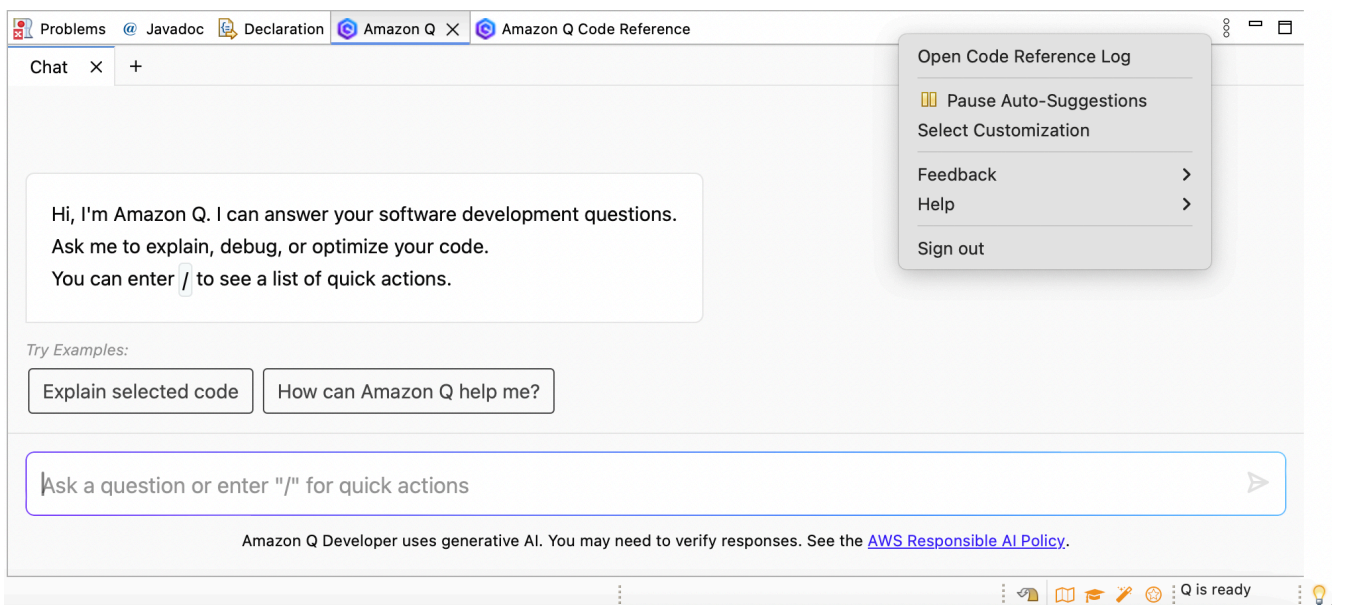 Problems @ Javadoc Declaration Amazon Q Amazon Q Code Reference
Chat
Open Code Reference Log
Pause Auto-Suggestions
Select Customization
Feedback
Help
Sign out
Hi, I'm Amazon Q. I can answer your software development questions.
Ask me to explain, debug, or optimize your code.
You can enter / to see a list of quick actions.
Try Examples:
Explain selected code How can Amazon Q help me?
Ask a question or enter "/" for quick actions
Amazon Q Developer uses generative AI. You may need to verify responses. See the AWS Responsible AI Policy.
Q is ready